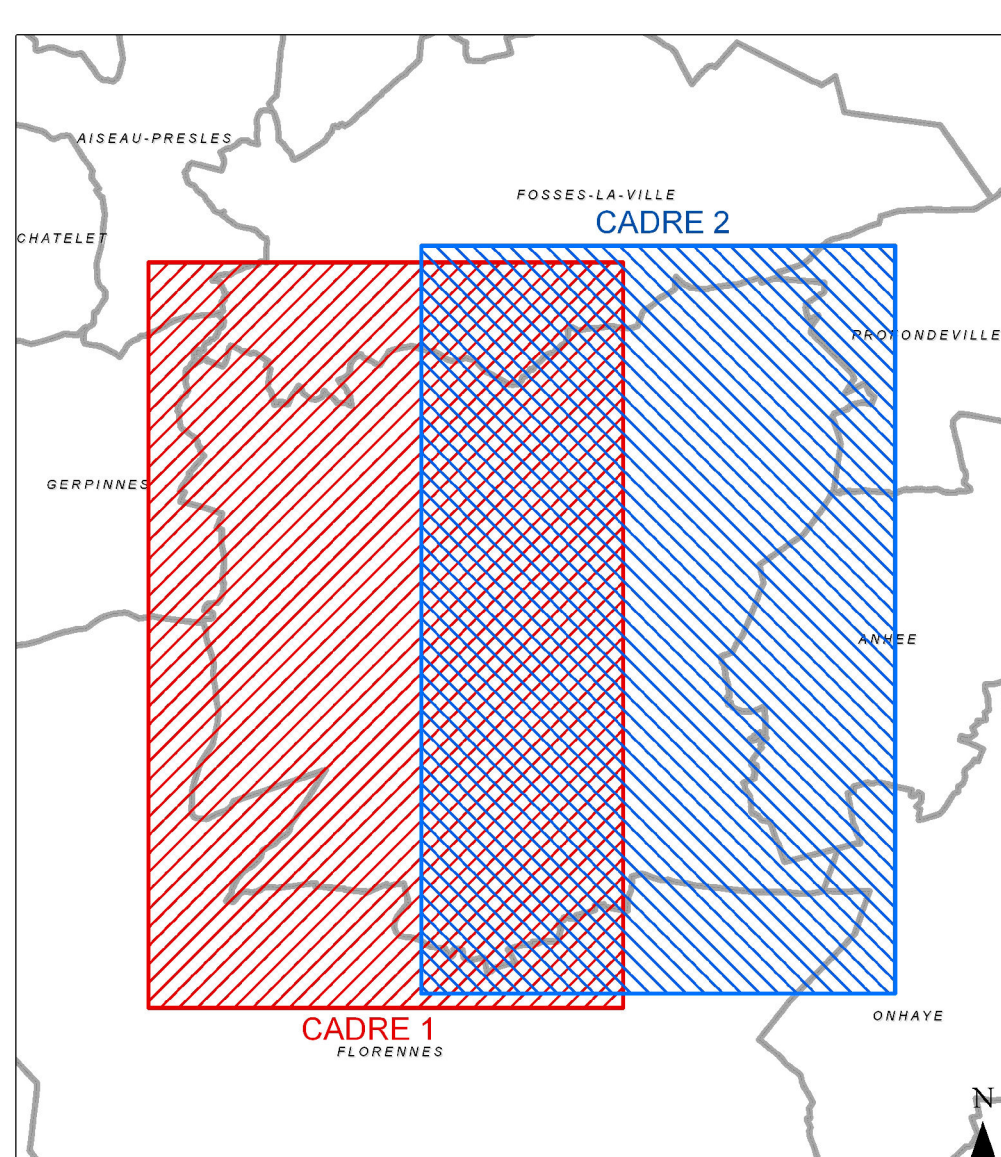 AISEAU-PRESLES
FOSSES-LA-VILLE
CADRE 2
CHATELET
PROFONDEVILLE
GERPINNES
ANHEE
ONHAYE
CADRE 1
FLORENNES
N